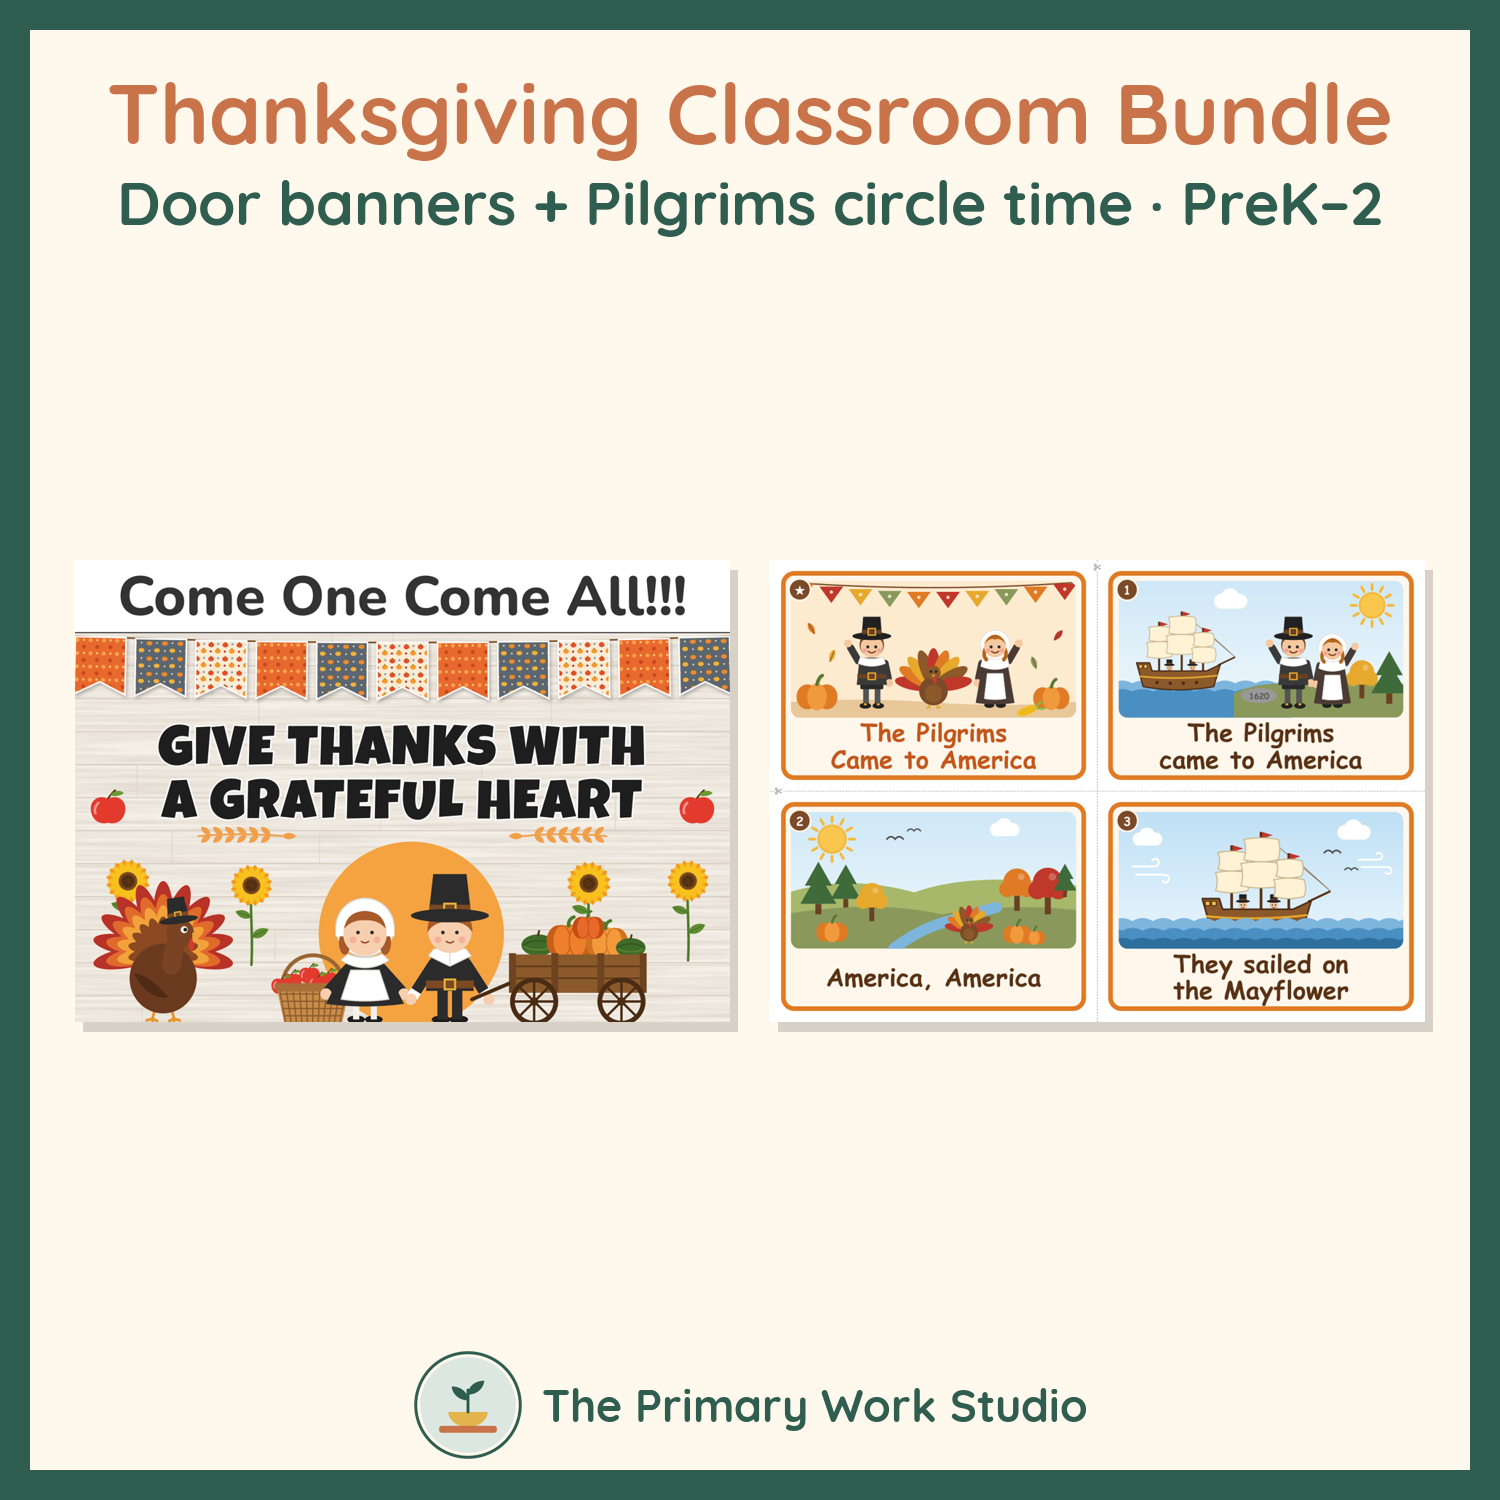 Thanksgiving Classroom Bundle
Door banners + Pilgrims circle time · PreK–2
Come One Come All!!!
GIVE THANKS WITH
A GRATEFUL HEART
The Pilgrims
Came to America
1
1620
The Pilgrims
came to America
2
America, America
3
They sailed on
the Mayflower
The Primary Work Studio